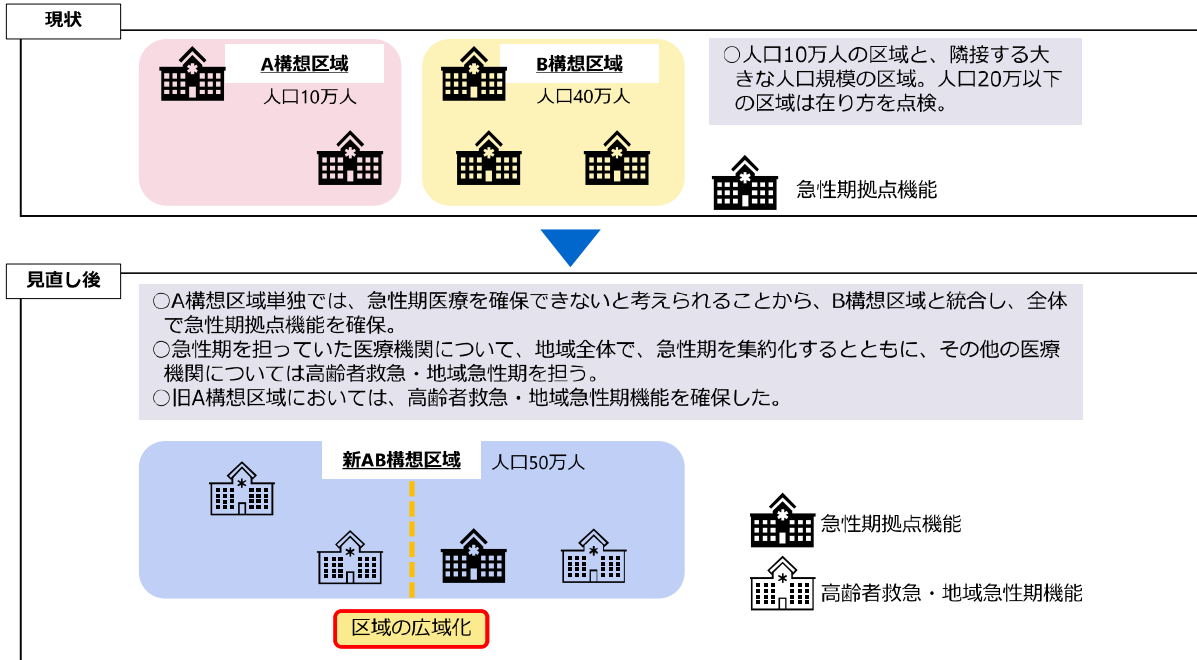 現状
A構想区域
人口10万人
B構想区域
人口40万人
○人口10万人の区域と、隣接する大
きな人口規模の区域。人口20万以下
の区域は在り方を点検。
急性期拠点機能
見直し後
○A構想区域単独では、急性期医療を確保できないと考えられることから、B構想区域と統合し、全体
で急性期拠点機能を確保。
○急性期を担っていた医療機関について、地域全体で、急性期を集約化するとともに、その他の医療
機関については高齢者救急・地域急性期を担う。
○旧A構想区域においては、高齢者救急・地域急性期機能を確保した。
新AB構想区域
人口50万人
急性期拠点機能
高齢者救急・地域急性期機能
区域の広域化